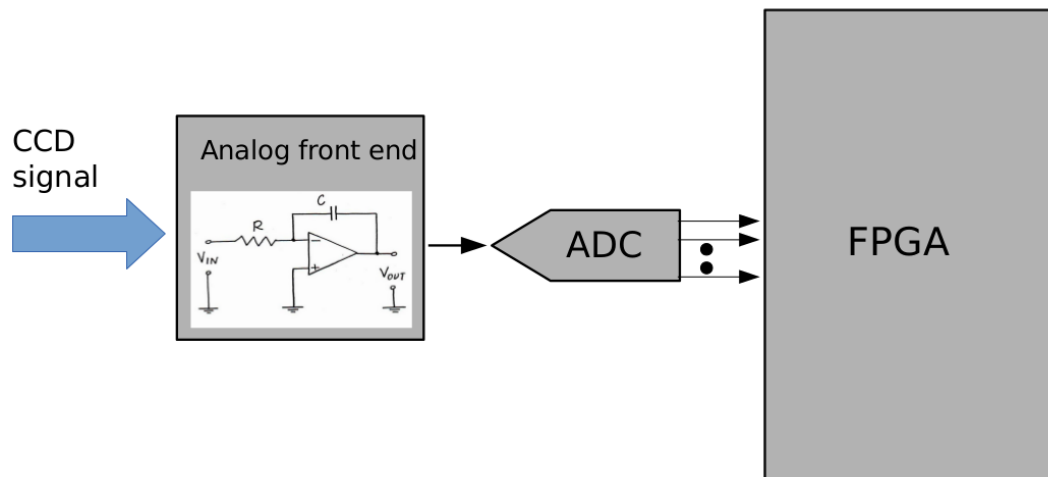 CCD
signal
Analog front end
C
R
−
+
VIN
VOUT
ADC
FPGA